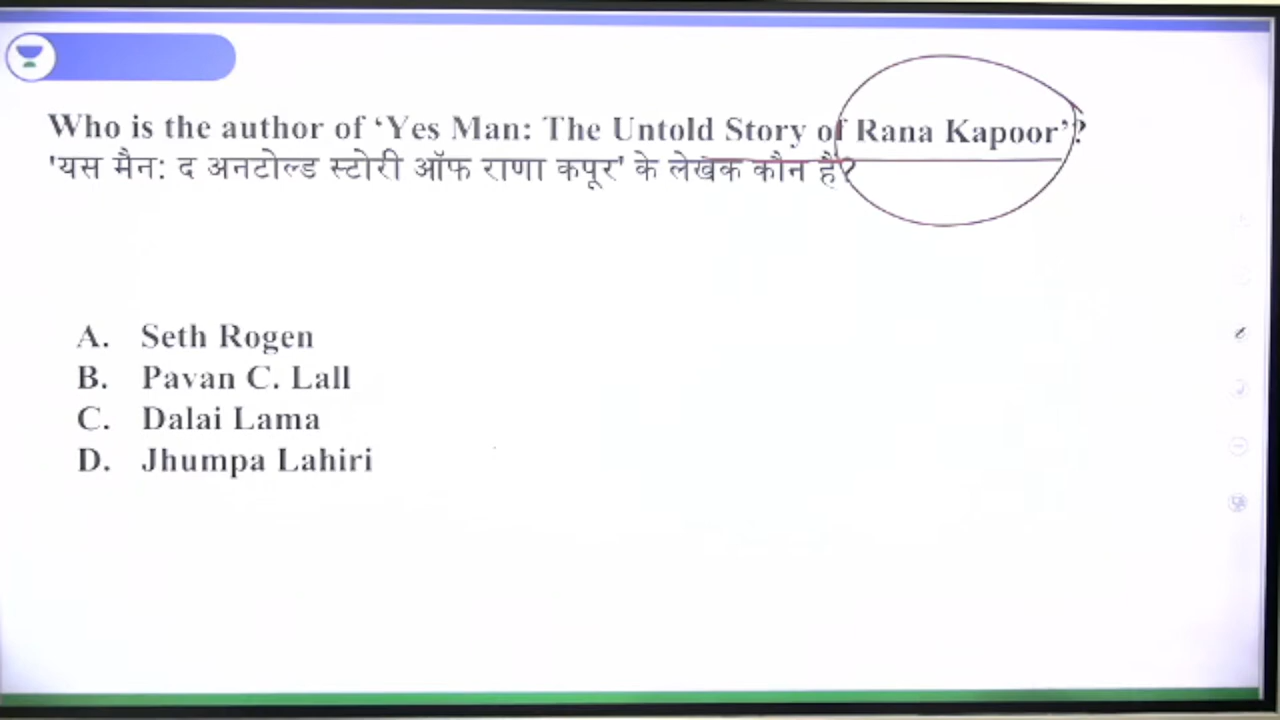 Who is the author of ‘Yes Man: The Untold Story of Rana Kapoor’?
'यस मैन: द अनटोल्ड स्टोरी ऑफ राणा कपूर' के लेखक कौन हैं?
A. Seth Rogen
B. Pavan C. Lall
C. Dalai Lama
D. Jhumpa Lahiri